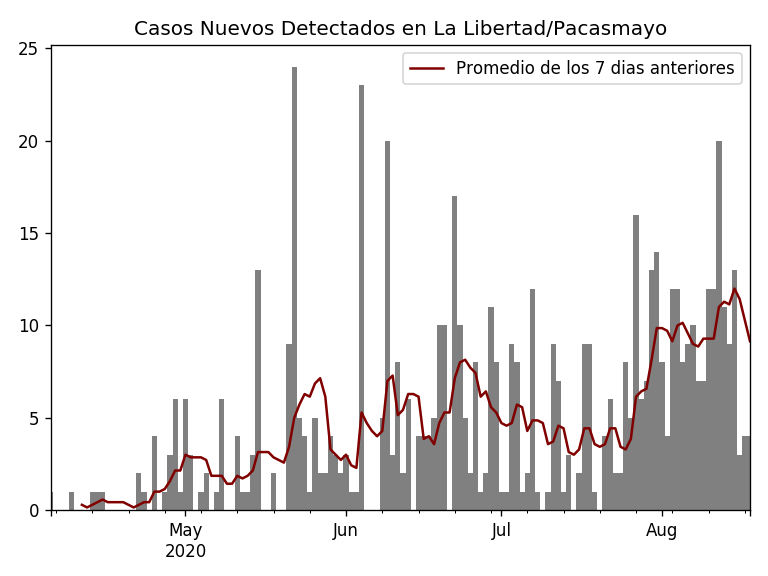 Casos Nuevos Detectados en La Libertad/Pacasmayo
Promedio de los 7 dias anteriores
25
20
15
10
5
0
May
2020
Jun
Jul
Aug